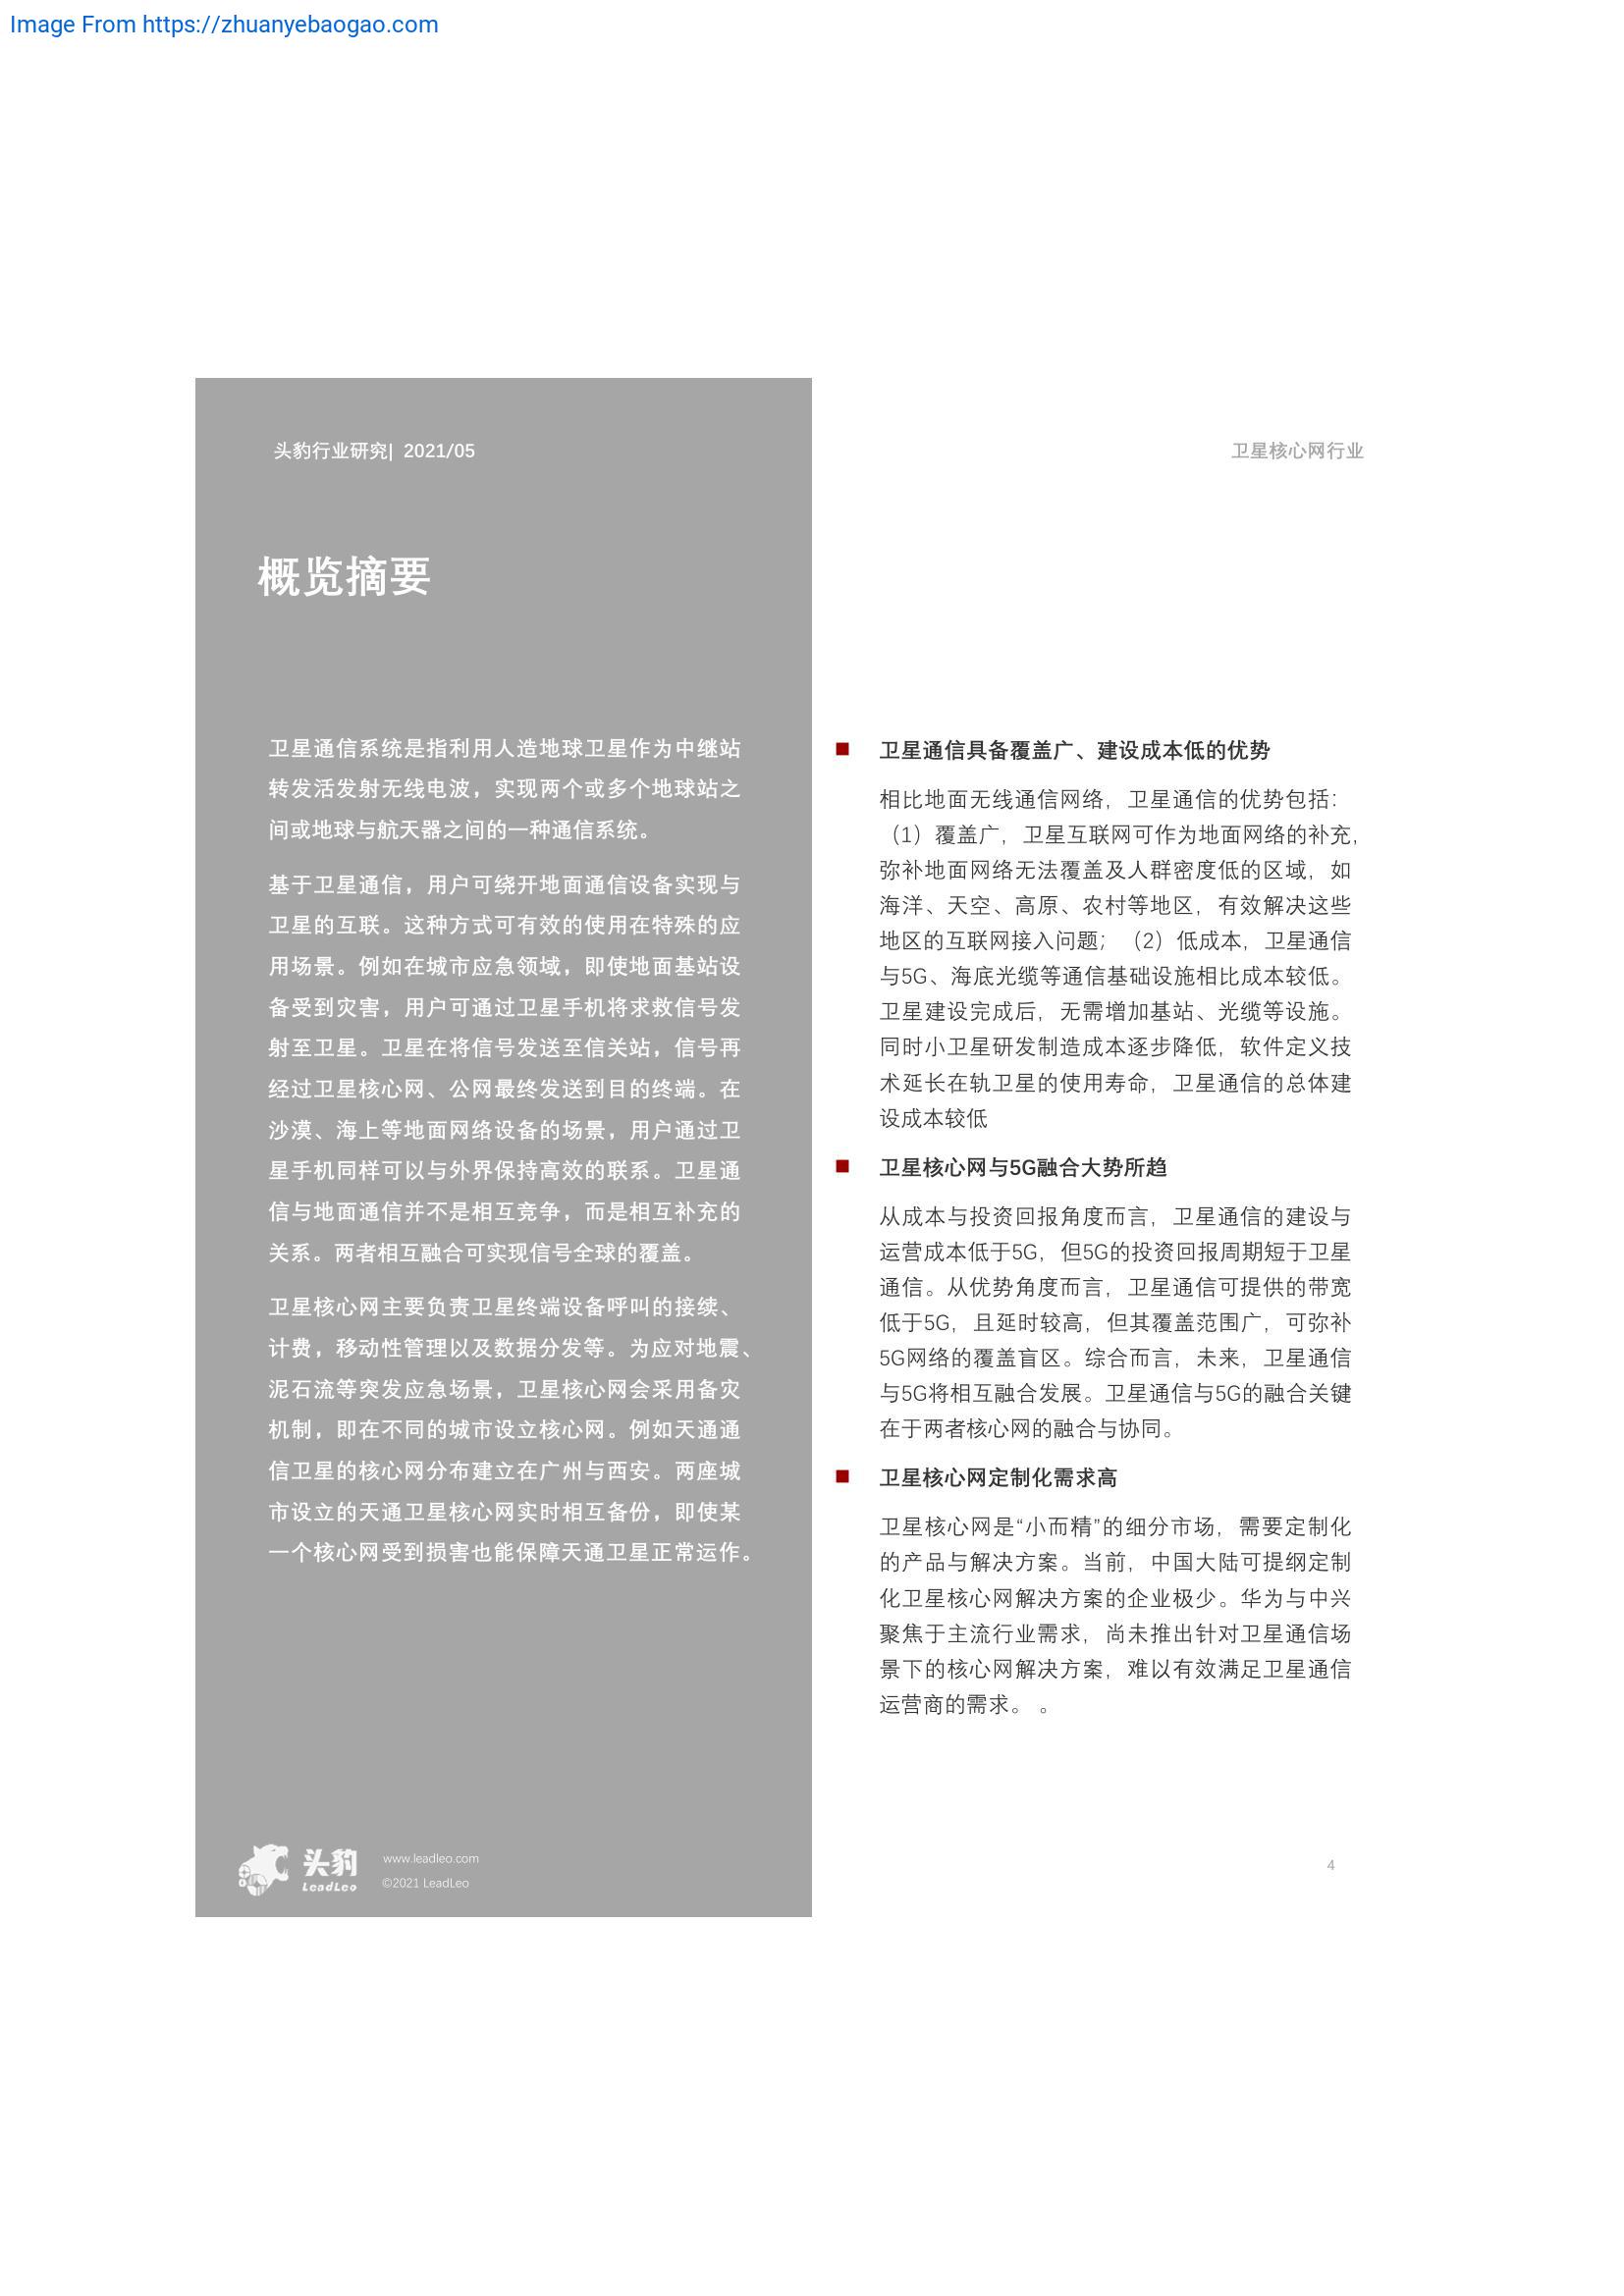 Image From https://zhuanyebaogao.com
头豹行业研究| 2021/05
卫星核心网行业
概览摘要
卫星通信系统是指利用人造地球卫星作为中继站
转发活发射无线电波，实现两个或多个地球站之
间或地球与航天器之间的一种通信系统。
基于卫星通信，用户可绕开地面通信设备实现与
卫星的互联。这种方式可有效的使用在特殊的应
用场景。例如在城市应急领域，即使地面基站设
备受到灾害，用户可通过卫星手机将求救信号发
射至卫星。卫星在将信号发送至信关站，信号再
经过卫星核心网、公网最终发送到目的终端。在
沙漠、海上等地面网络设备的场景，用户通过卫
星手机同样可以与外界保持高效的联系。卫星通
信与地面通信并不是相互竞争，而是相互补充的
关系。两者相互融合可实现信号全球的覆盖。
卫星核心网主要负责卫星终端设备呼叫的接续、
计费，移动性管理以及数据分发等。为应对地震、
泥石流等突发应急场景，卫星核心网会采用备灾
机制，即在不同的城市设立核心网。例如天通通
信卫星的核心网分布建立在广州与西安。两座城
市设立的天通卫星核心网实时相互备份，即使某
一个核心网受到损害也能保障天通卫星正常运作。
卫星通信具备覆盖广、建设成本低的优势
相比地面无线通信网络，卫星通信的优势包括：
（1）覆盖广，卫星互联网可作为地面网络的补充，
弥补地面网络无法覆盖及人群密度低的区域，如
海洋、天空、高原、农村等地区，有效解决这些
地区的互联网接入问题；（2）低成本，卫星通信
与5G、海底光缆等通信基础设施相比成本较低。
卫星建设完成后，无需增加基站、光缆等设施。
同时小卫星研发制造成本逐步降低，软件定义技
术延长在轨卫星的使用寿命，卫星通信的总体建
设成本较低
卫星核心网与5G融合大势所趋
从成本与投资回报角度而言，卫星通信的建设与
运营成本低于5G，但5G的投资回报周期短于卫星
通信。从优势角度而言，卫星通信可提供的带宽
低于5G，且延时较高，但其覆盖范围广，可弥补
5G网络的覆盖盲区。综合而言，未来，卫星通信
与5G将相互融合发展。卫星通信与5G的融合关键
在于两者核心网的融合与协同。
卫星核心网定制化需求高
卫星核心网是“小而精”的细分市场，需要定制化
的产品与解决方案。当前，中国大陆可提纲定制
化卫星核心网解决方案的企业极少。华为与中兴
聚焦于主流行业需求，尚未推出针对卫星通信场
景下的核心网解决方案，难以有效满足卫星通信
运营商的需求。 。
头豹
LeadLeo
www.leadleo.com
©2021 LeadLeo
4